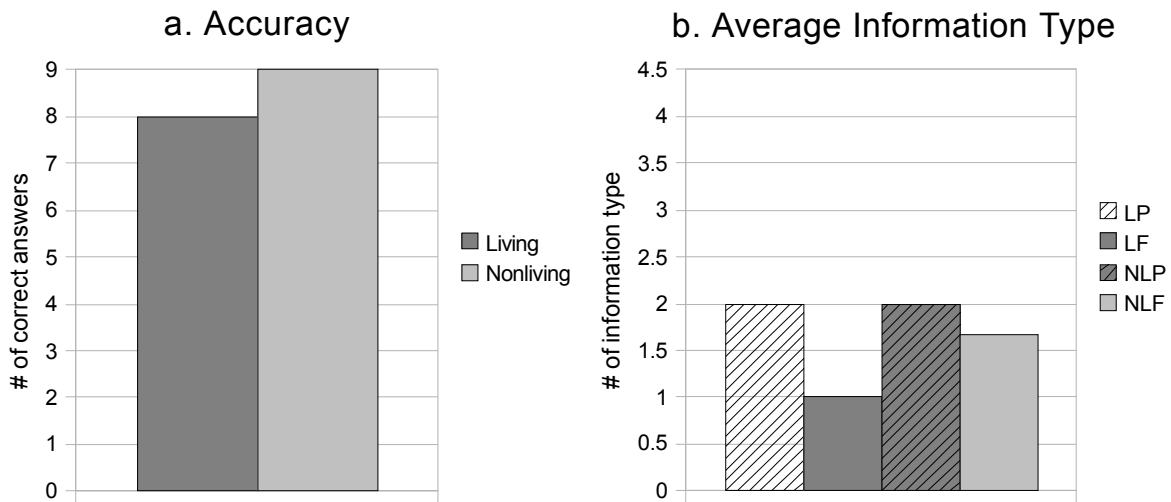 a. Accuracy
# of correct answers
9
8
7
6
5
4
3
2
1
0
Living
Nonliving
b. Average Information Type
# of information type
4.5
4
3.5
3
2.5
2
1.5
1
0.5
0
LP
LF
NLP
NLF